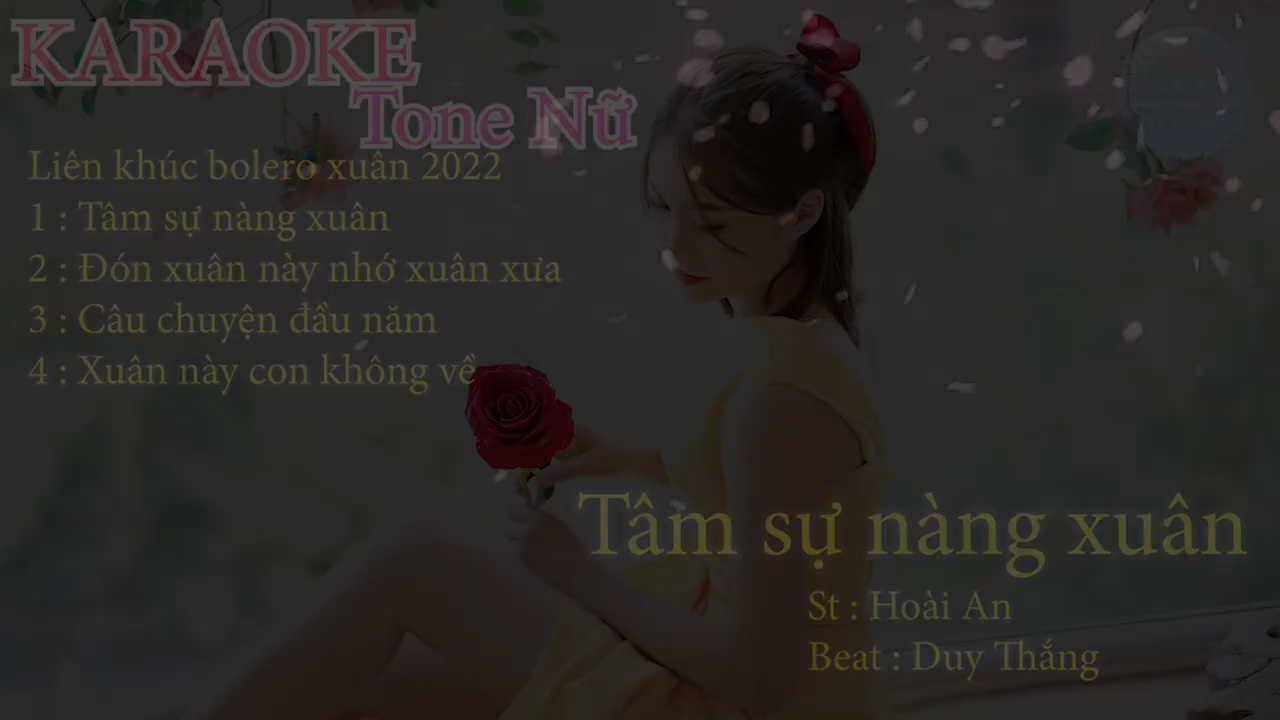 KARAOKE
Tone Nữ
Liên khúc bolero xuân 2022
1 : Tâm sự nàng xuân
2 : Đón xuân này nhớ xuân xưa
3 : Câu chuyện đầu năm
4 : Xuân này con không về
Tâm sự nàng xuân
St : Hoài An
Beat : Duy Thắng